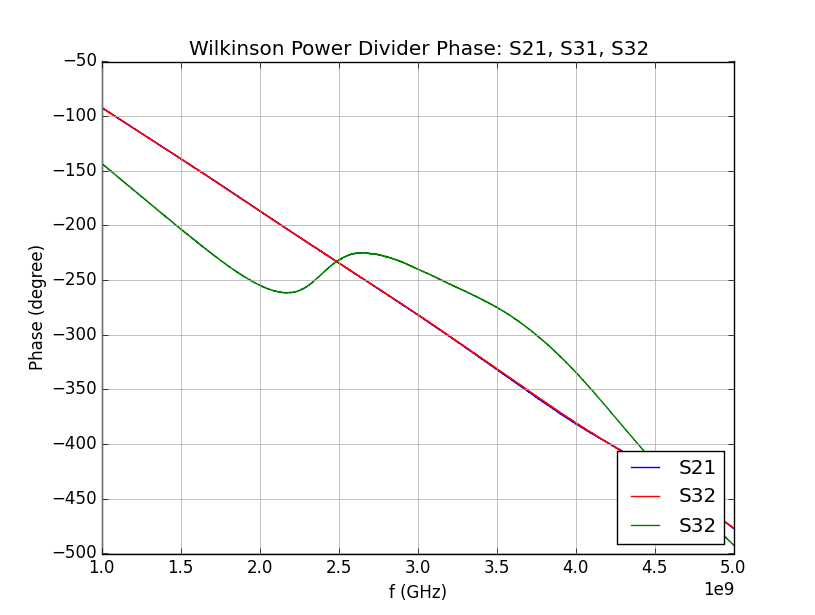 Wilkinson Power Divider Phase: S21, S31, S32
−50
−100
−150
−200
−250
−300
−350
−400
−450
−500
Phase (degree)
S21
S32
S32
1.0 1.5 2.0 2.5 3.0 3.5 4.0 4.5 5.0
f (GHz)
1e9